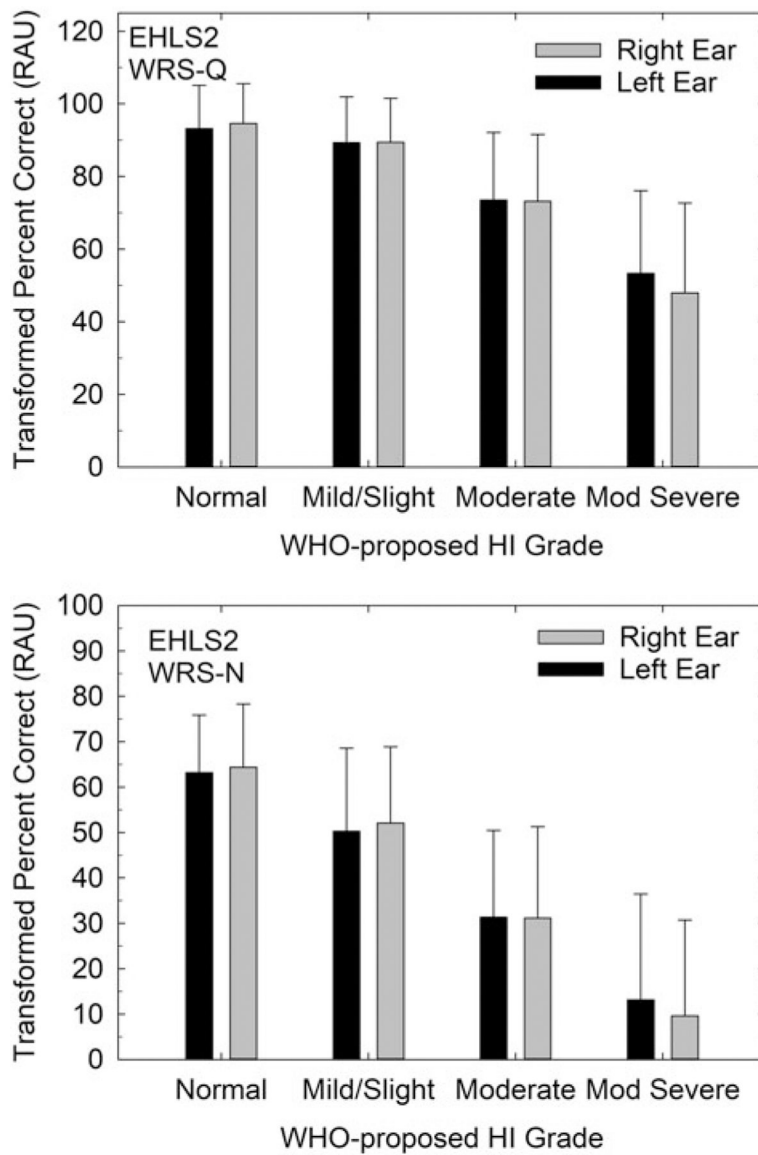 Transformed Percent Correct (RAU)
120
100
80
60
40
20
0
EHLS2
WRS-Q
Right Ear
Left Ear
Normal Mild/Slight Moderate Mod Severe
WHO-proposed HI Grade
Transformed Percent Correct (RAU)
100
90
80
70
60
50
40
30
20
10
0
EHLS2
WRS-N
Right Ear
Left Ear
Normal Mild/Slight Moderate Mod Severe
WHO-proposed HI Grade